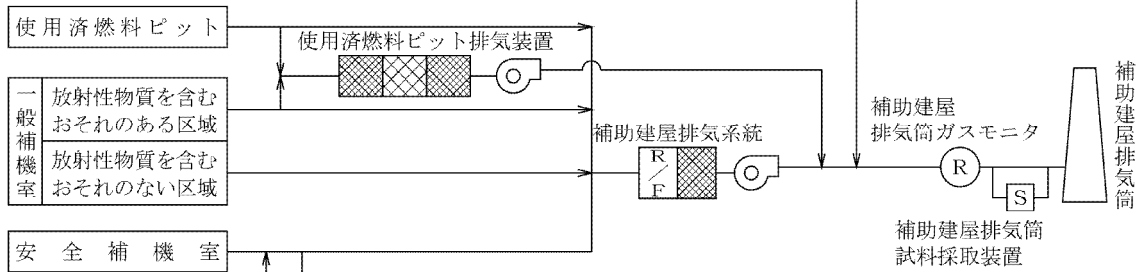 使用済燃料ピット
使用済燃料ピット排気装置
一般補機室
放射性物質を含む
おそれのある区域
放射性物質を含む
おそれのない区域
安全補機室
補助建屋排気系統
R/F
補助建屋
排気筒ガスモニタ
R
S
補助建屋排気筒
試料採取装置
補助建屋排気筒